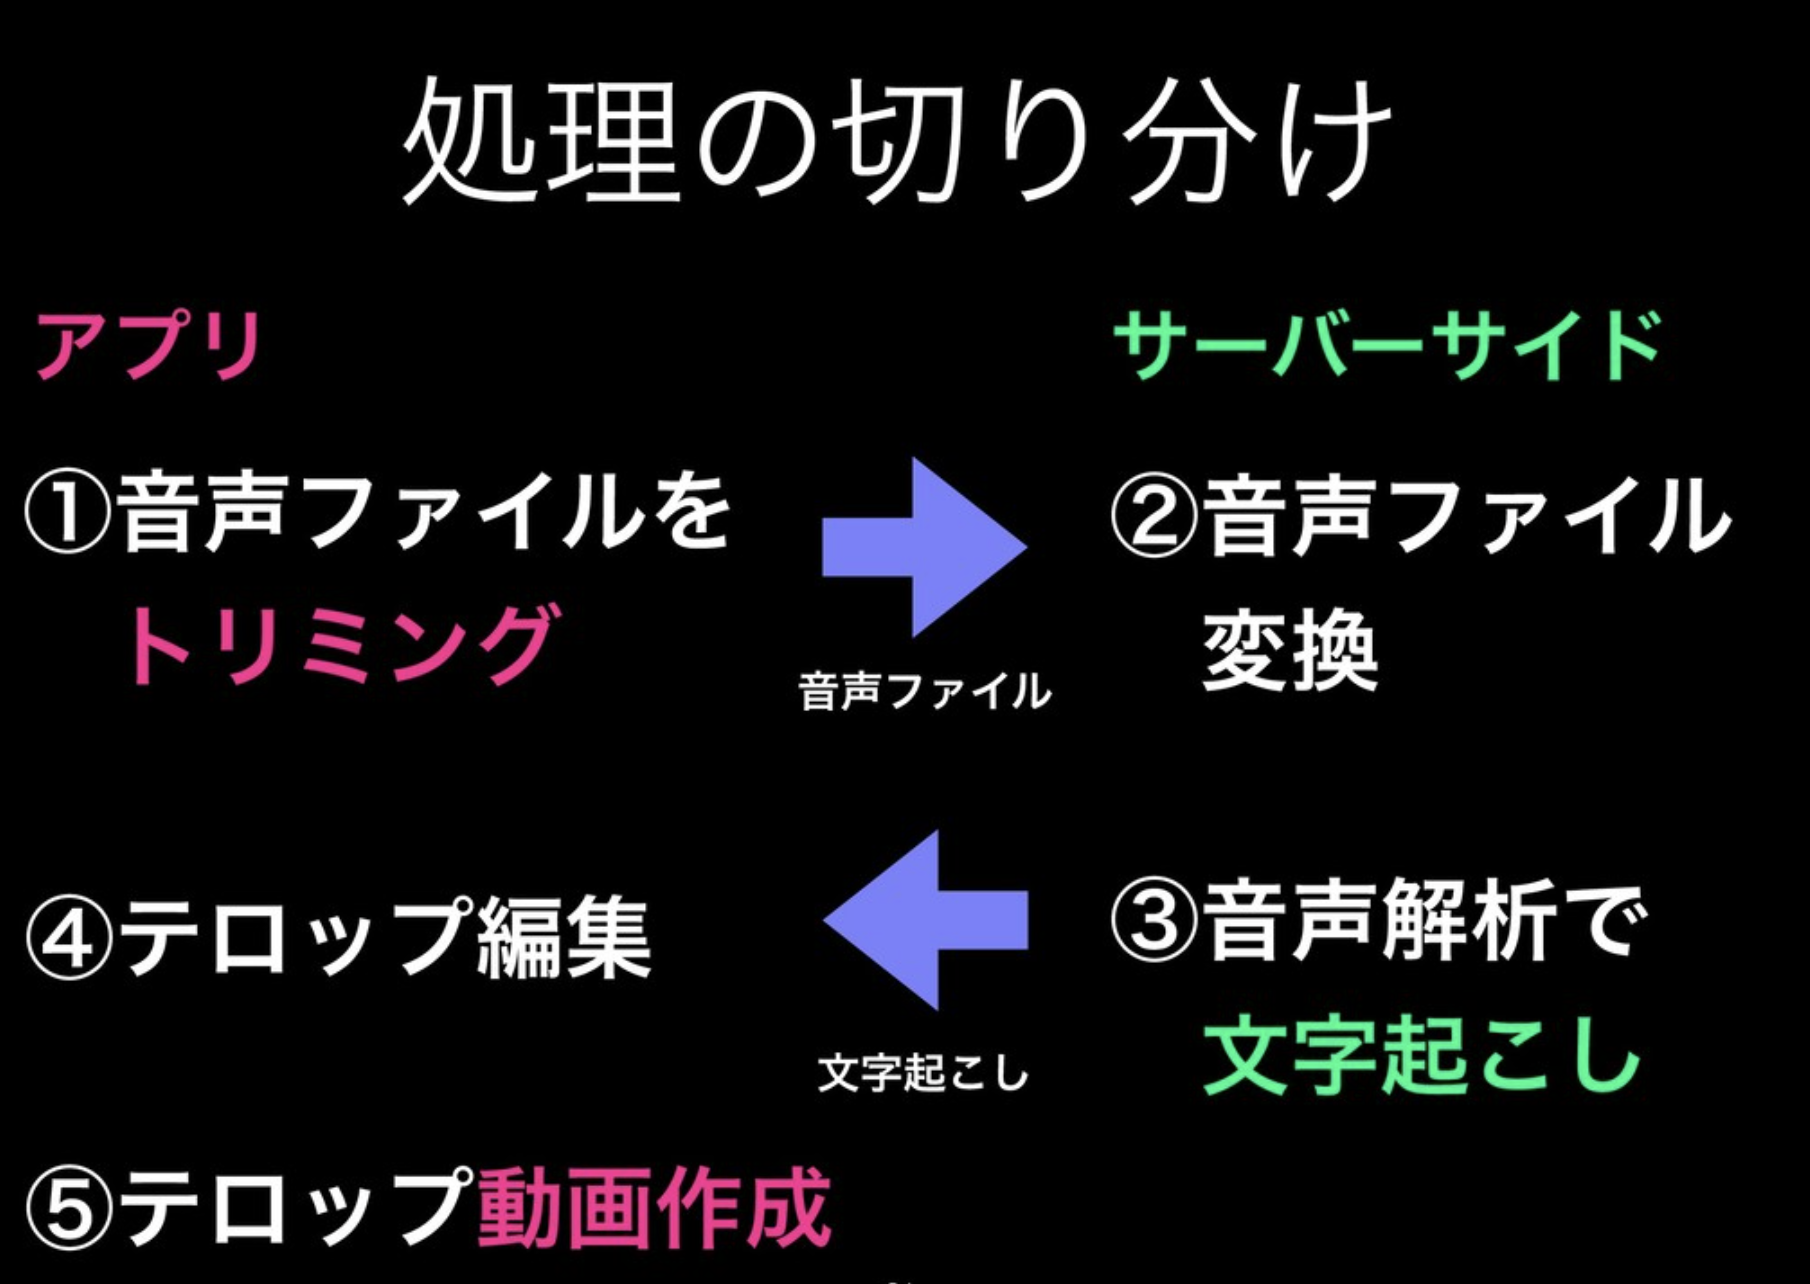 処理の切り分け
アプリ
サーバーサイド
①音声ファイルを
トリミング
音声ファイル
②音声ファイル
変換
③音声解析で
文字起こし
文字起こし
④テロップ編集
⑤テロップ動画作成